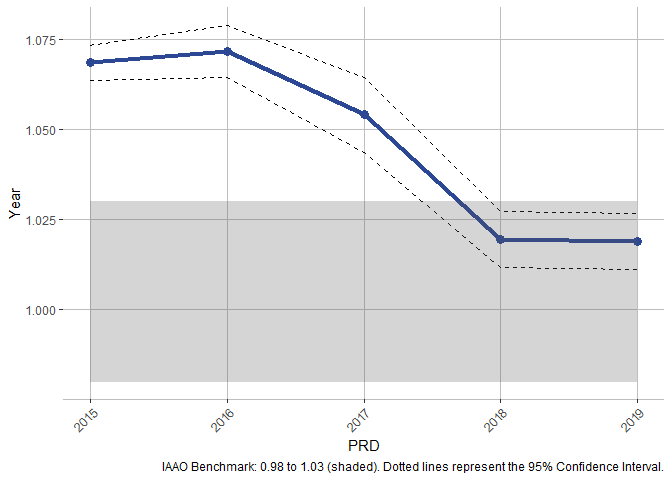 1.075
1.050
1.025
1.000
Year
2015 2016 2017 2018 2019
PRD
IAAO Benchmark: 0.98 to 1.03 (shaded). Dotted lines represent the 95% Confidence Interval.